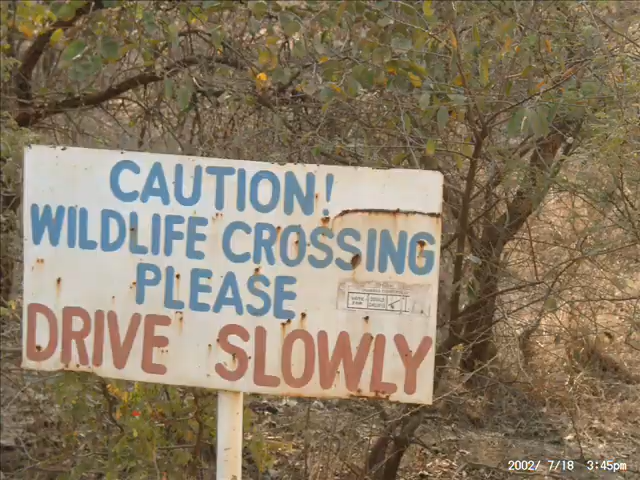 CAUTION!
WILDLIFE CROSSING
PLEASE
DRIVE SLOWLY
2002/ 7/18 3:45pm